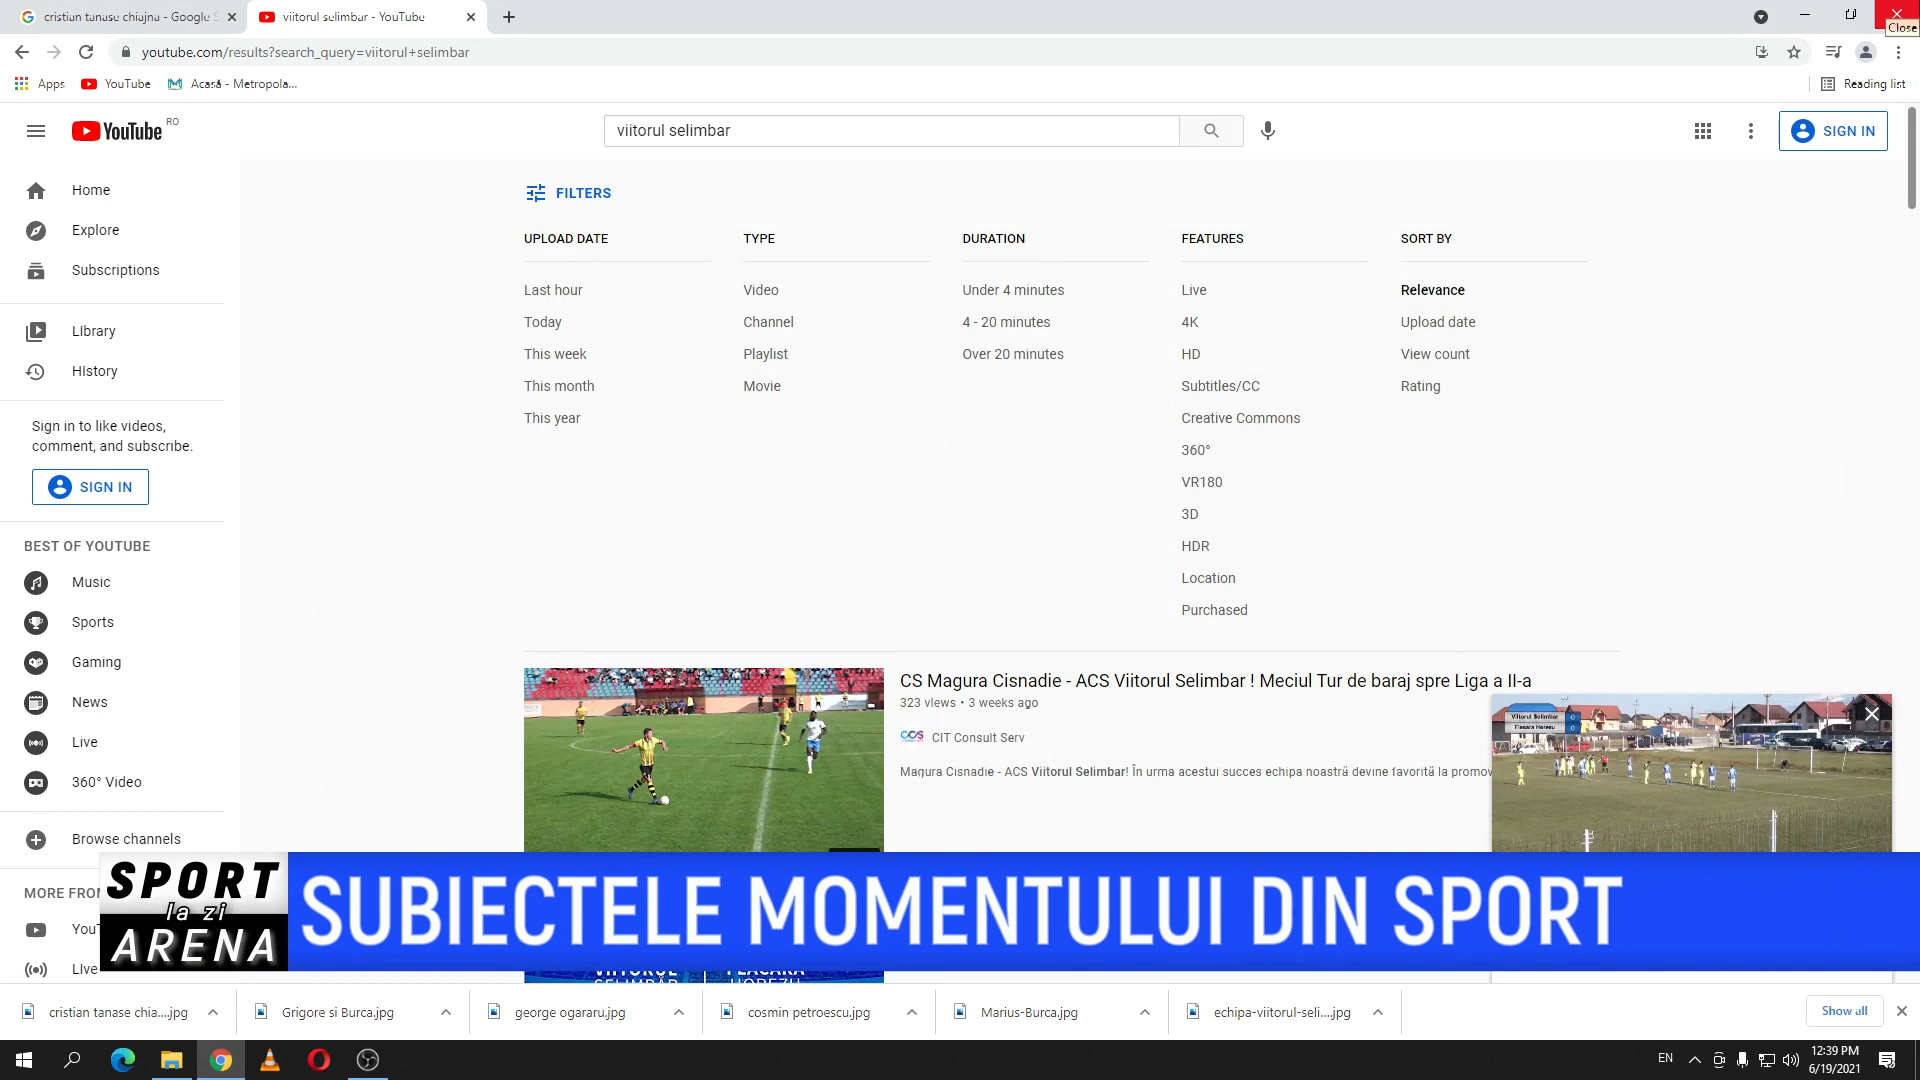 cristian tanase chiajna - Google S
viitorul selimbar - YouTube
Close
youtube.com/results?search_query=viitorul+selimbar
Apps
YouTube
Acasă - Metropola...
Reading list
YouTube RO
viitorul selimbar
SIGN IN
Home
Explore
Subscriptions
Library
History
Sign in to like videos,
comment, and subscribe.
SIGN IN
BEST OF YOUTUBE
Music
Sports
Gaming
News
Live
360° Video
Browse channels
MORE FROM
Live
FILTERS
UPLOAD DATE
Last hour
Today
This week
This month
This year
TYPE
Video
Channel
Playlist
Movie
DURATION
Under 4 minutes
4 - 20 minutes
Over 20 minutes
FEATURES
Live
4K
HD
Subtitles/CC
Creative Commons
360°
VR180
3D
HDR
Location
Purchased
SORT BY
Relevance
Upload date
View count
Rating
CS Magura Cisnadie - ACS Viitorul Selimbar ! Meciul Tur de baraj spre Liga a II-a
323 views • 3 weeks ago
CCS
CIT Consult Serv
Magura Cisnadie - ACS Viitorul Selimbar! În urma acestui succes echipa noastră devine favorită la promov
Viitorul Selimbar 0
0
SPORT
la zi
ARENA
SUBIECTELE MOMENTULUI DIN SPORT
cristian tanase chia....jpg
Grigore si Burca.jpg
george ogararu.jpg
cosmin petroescu.jpg
Marius-Burca.jpg
echipa-viitorul-seli....jpg
Show all
EN
12:39 PM
6/19/2021